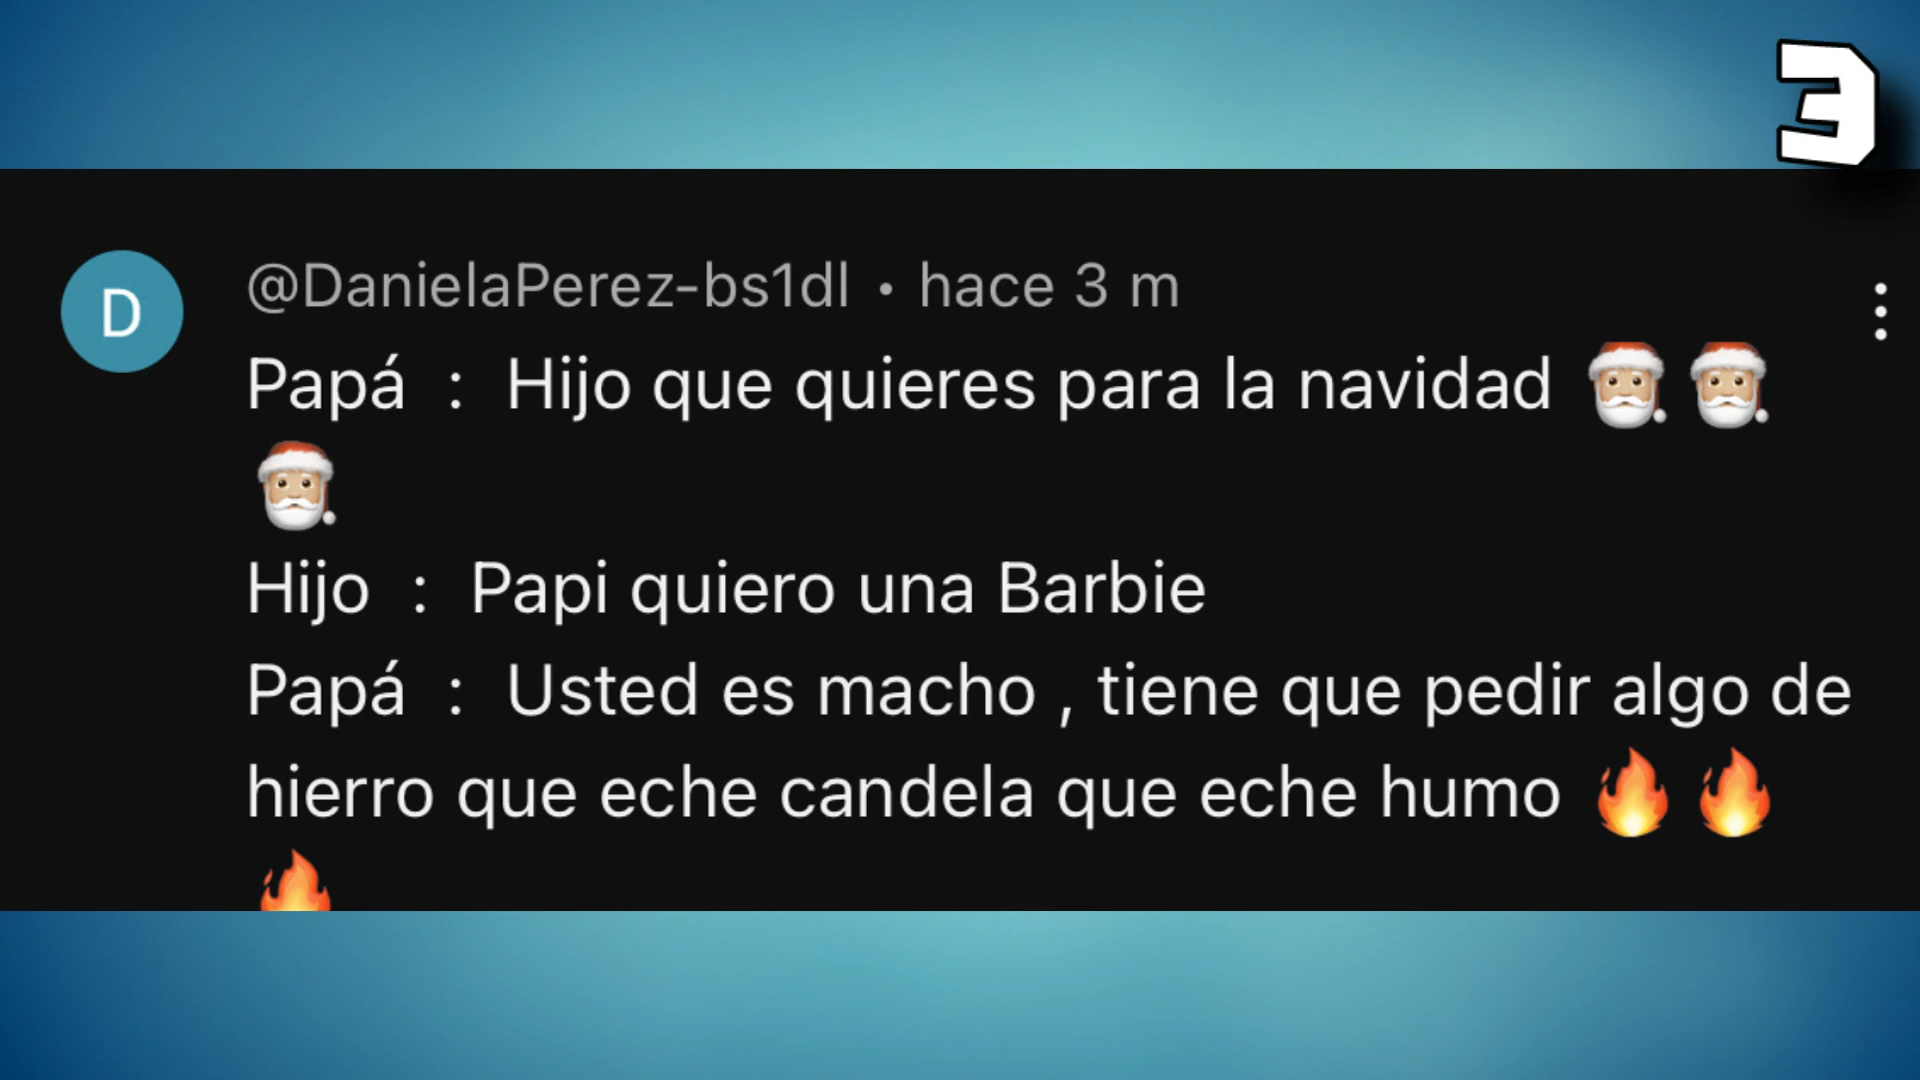 3
D
@DanielaPerez-bs1dl • hace 3 m
Papá : Hijo que quieres para la navidad 🎅🏼🎅🏼
🎅🏼
Hijo : Papi quiero una Barbie
Papá : Usted es macho , tiene que pedir algo de
hierro que eche candela que eche humo 🔥🔥
🔥